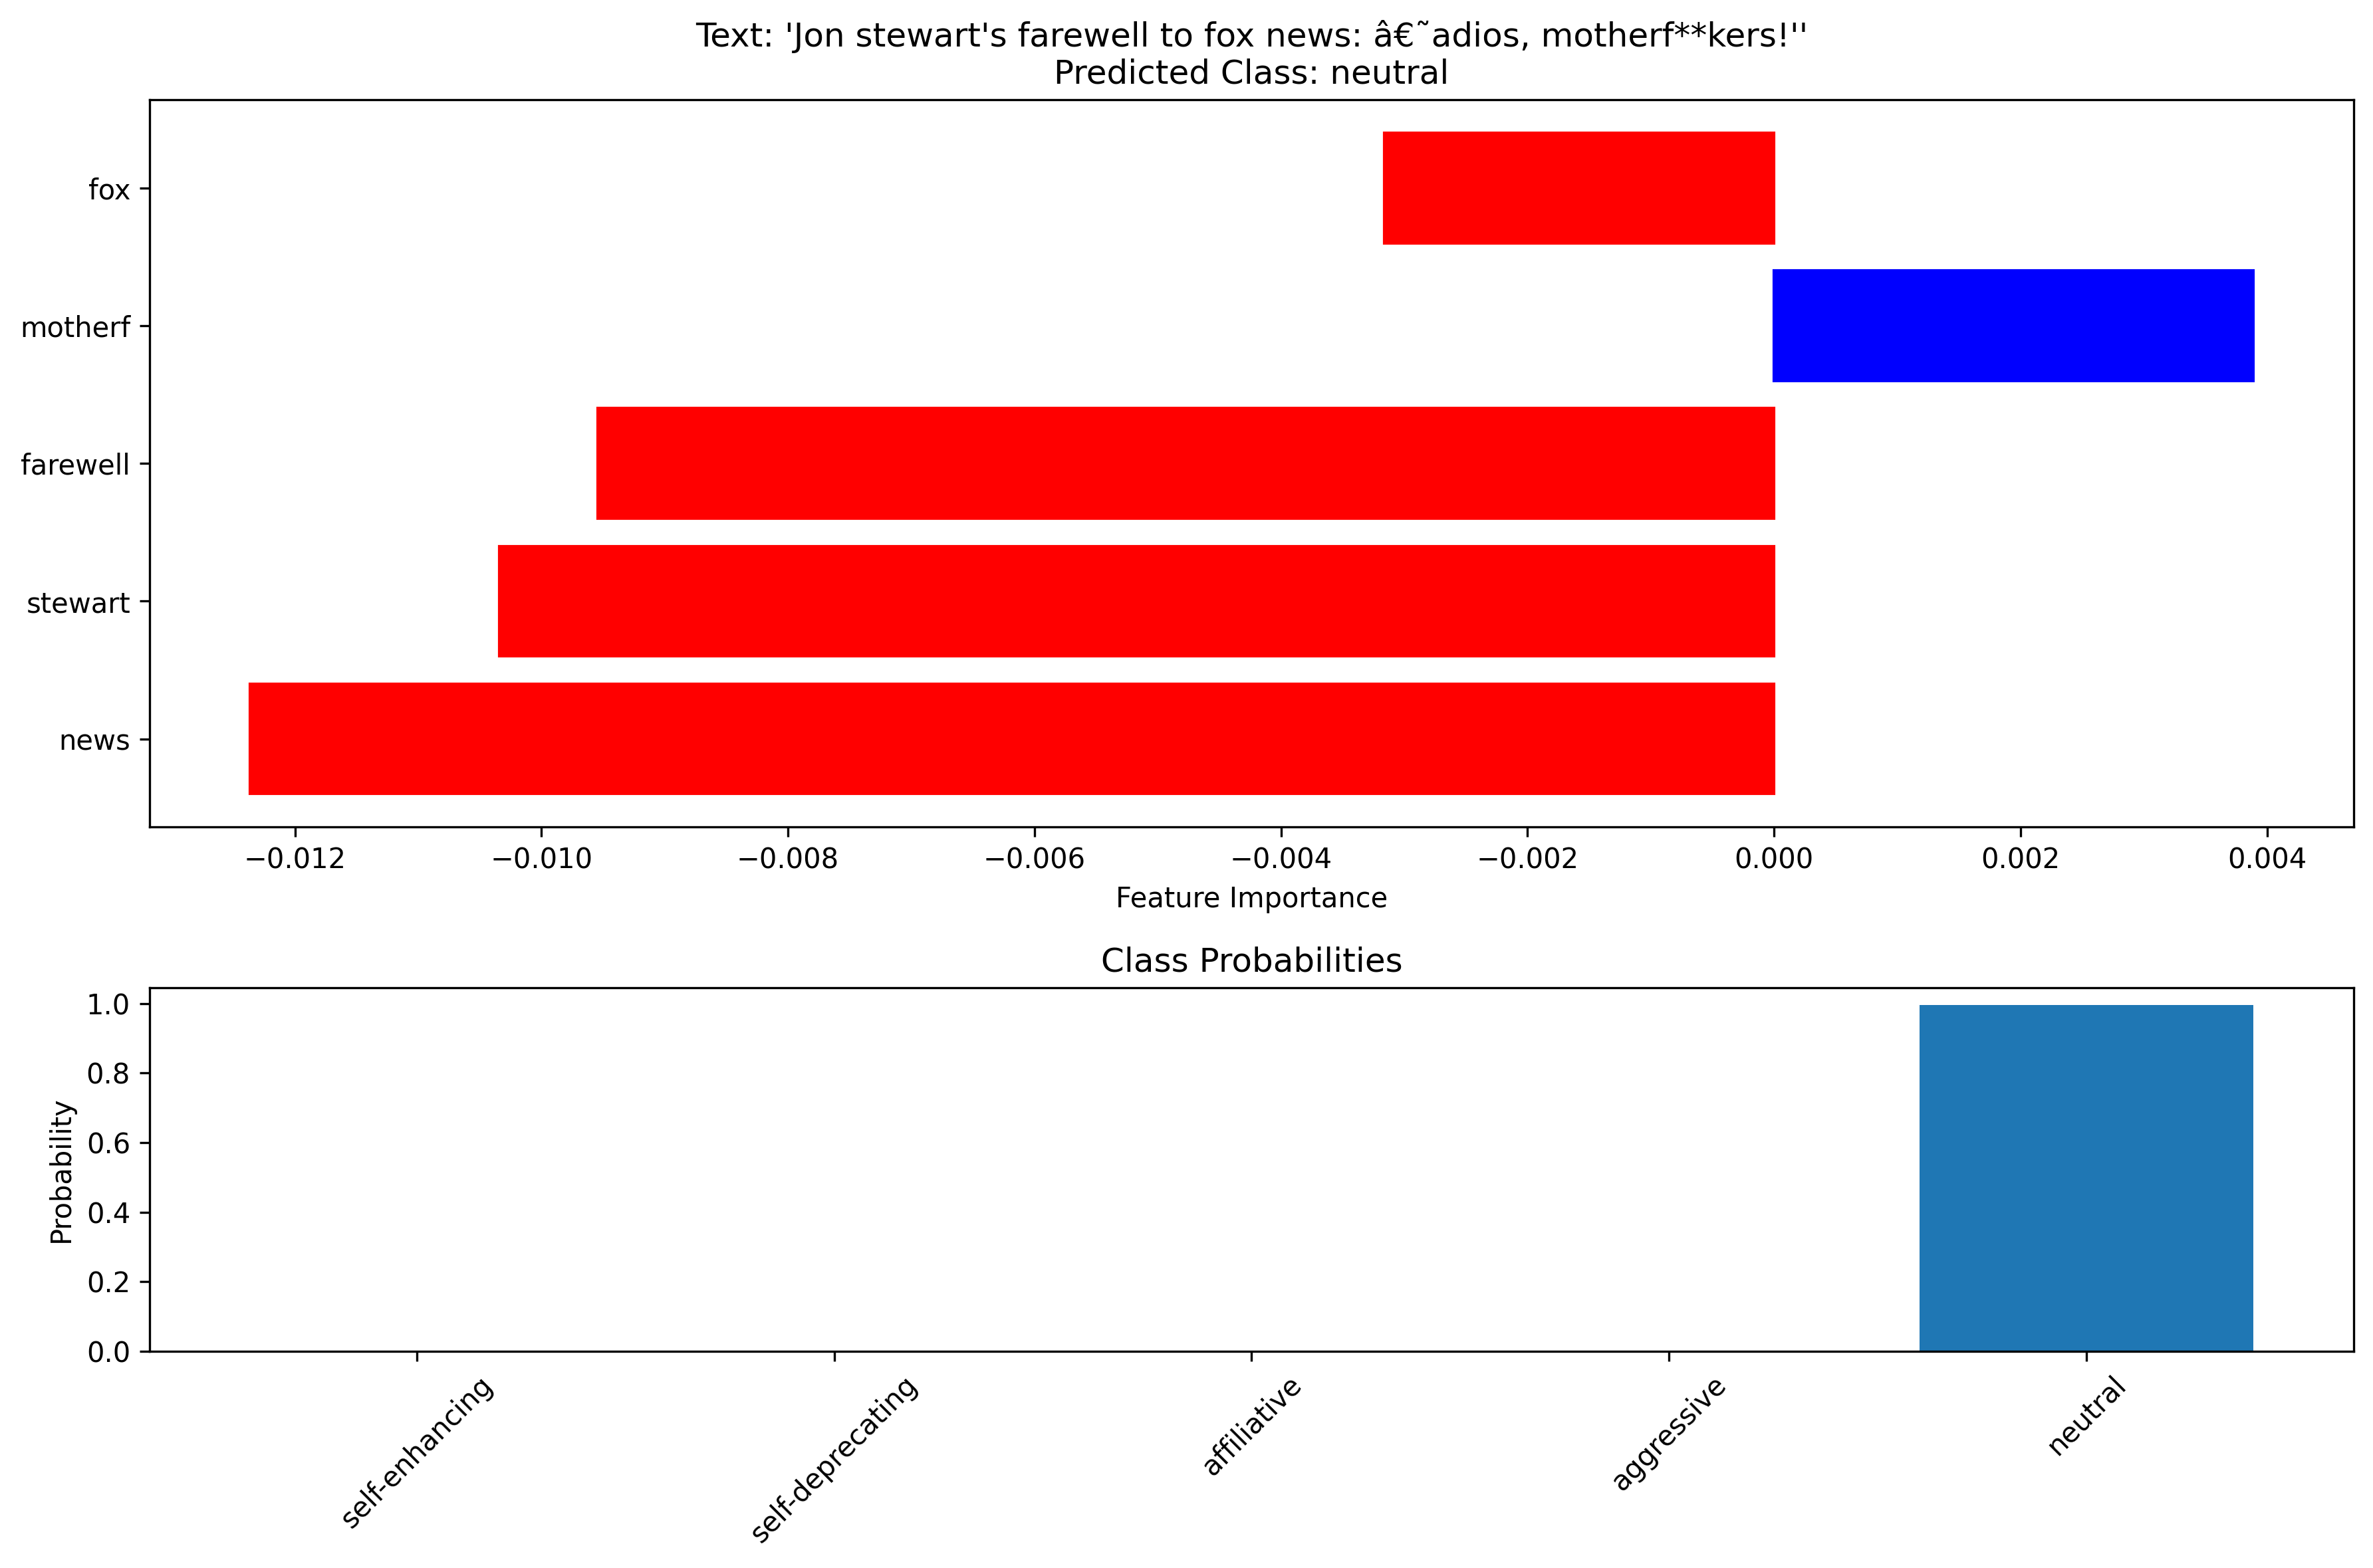 Text: 'Jon stewart's farewell to fox news: â€˜adios, motherf**kers!''
Predicted Class: neutral
fox
motherf
farewell
stewart
news
−0.012 −0.010 −0.008 −0.006 −0.004 −0.002 0.000 0.002 0.004
Feature Importance
Class Probabilities
1.0
0.8
0.6
0.4
0.2
0.0
Probability
self-enhancing self-deprecating affiliative aggressive neutral